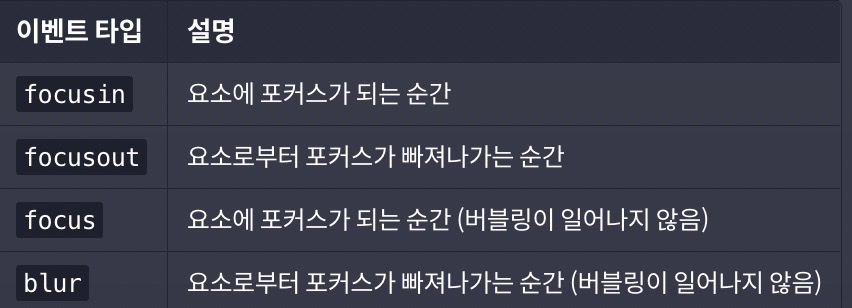 이벤트 타입 설명
focusin 요소에 포커스가 되는 순간
focusout 요소로부터 포커스가 빠져나가는 순간
focus 요소에 포커스가 되는 순간 (버블링이 일어나지 않음)
blur 요소로부터 포커스가 빠져나가는 순간 (버블링이 일어나지 않음)